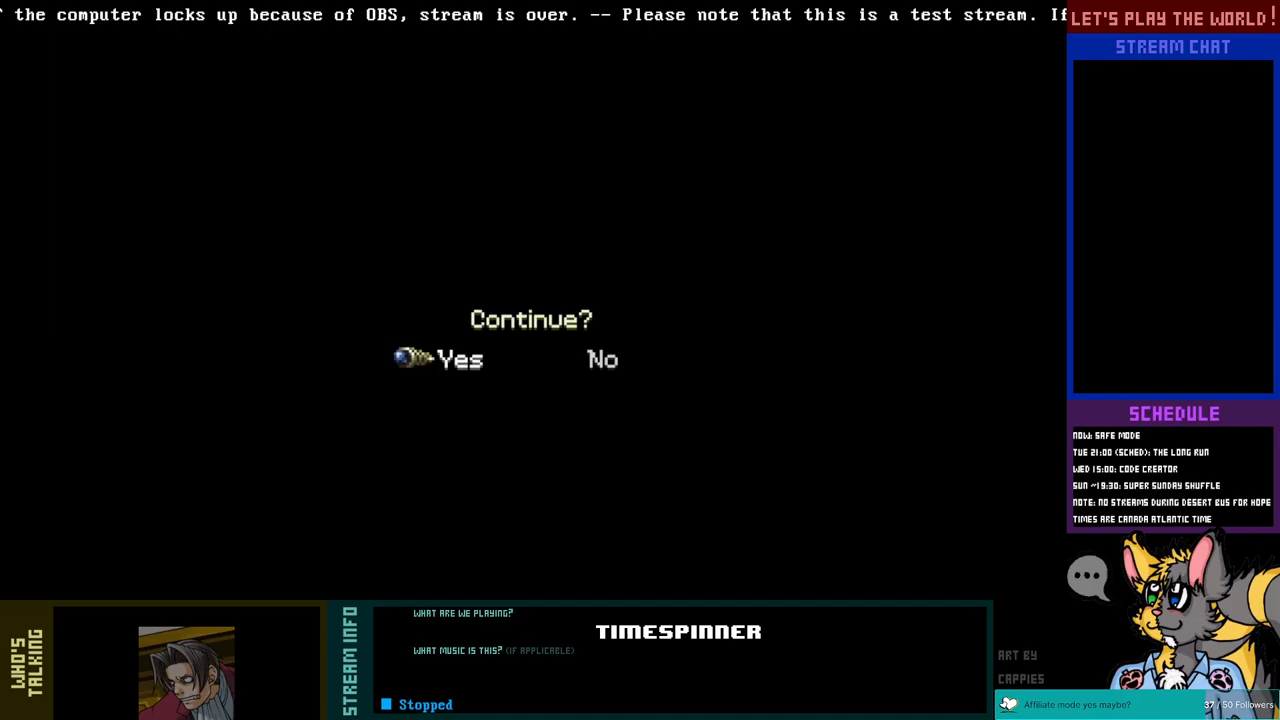 the computer locks up because of OBS, stream is over. -- Please note that this is a test stream. If
LET'S PLAY THE WORLD!
STREAM CHAT
Continue?
Yes No
SCHEDULE
NOW: SAFE MODE
TUE 21:00 (SCHED): THE LONG RUN
WED 15:00: CODE CREATOR
SUN ~19:30: SUPER SUNDAY SHUFFLE
NOTE: NO STREAMS DURING DESERT BUS FOR HOPE
TIMES ARE CANADA ATLANTIC TIME
WHO'S TALKING
STREAM INFO
WHAT ARE WE PLAYING?
TIMESPINNER
WHAT MUSIC IS THIS? (IF APPLICABLE)
Stopped
ART BY
CAPPIES
Affiliate mode yes maybe? 37 / 50 Followers